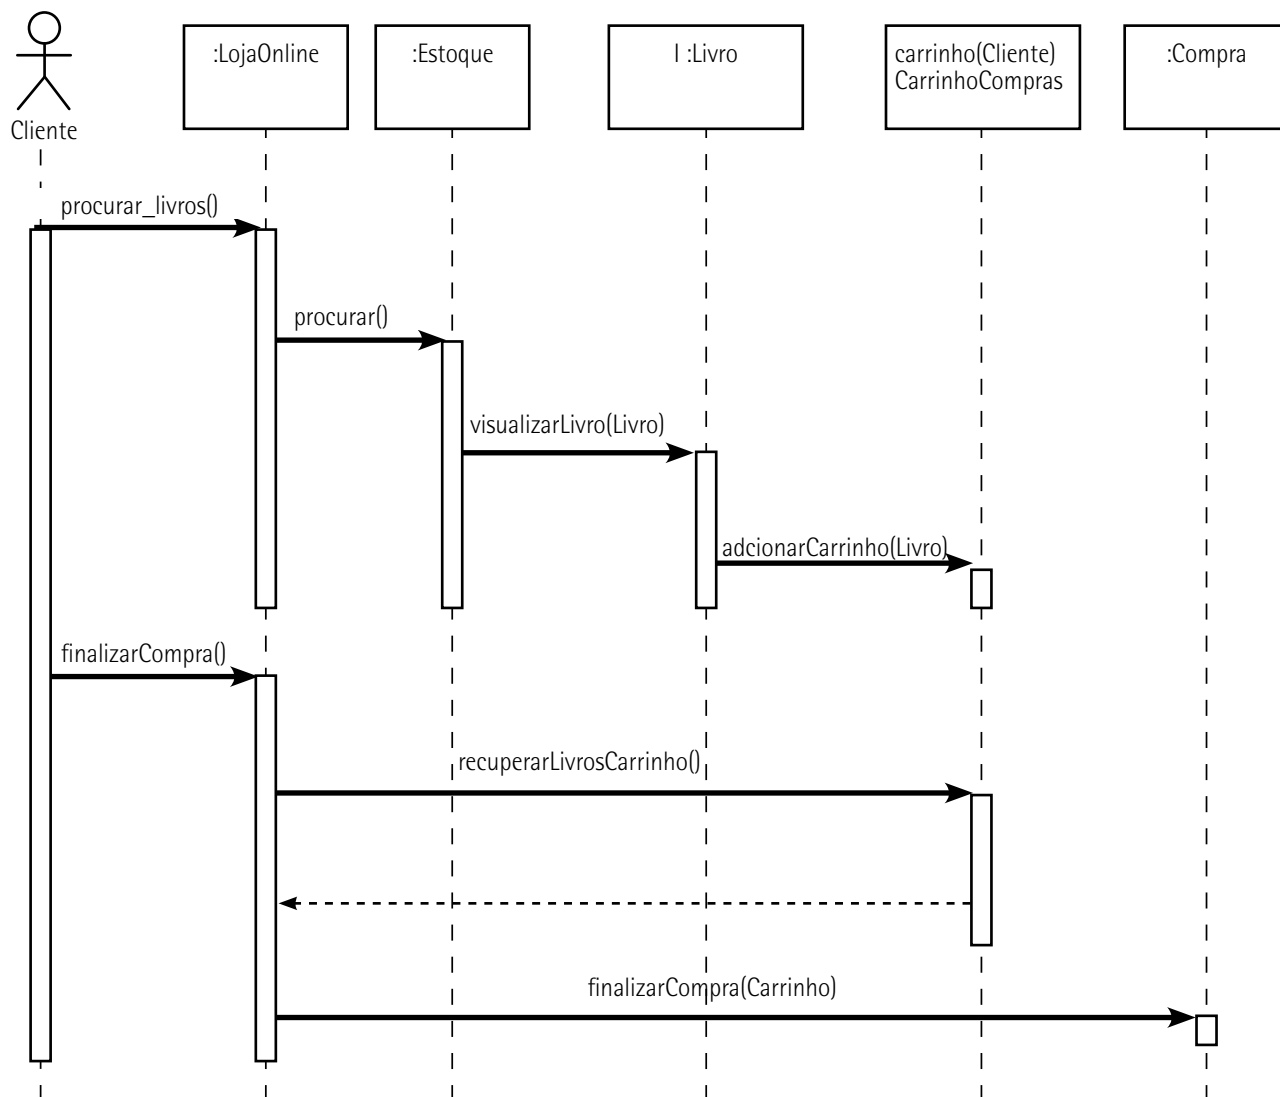 :LojaOnline
:Estoque
l :Livro
carrinho(Cliente)
CarrinhoCompras
:Compra
Cliente
procurar_livros()
procurar()
visualizarLivro(Livro)
adcionarCarrinho(Livro)
finalizarCompra()
recuperarLivrosCarrinho()
finalizarCompra(Carrinho)